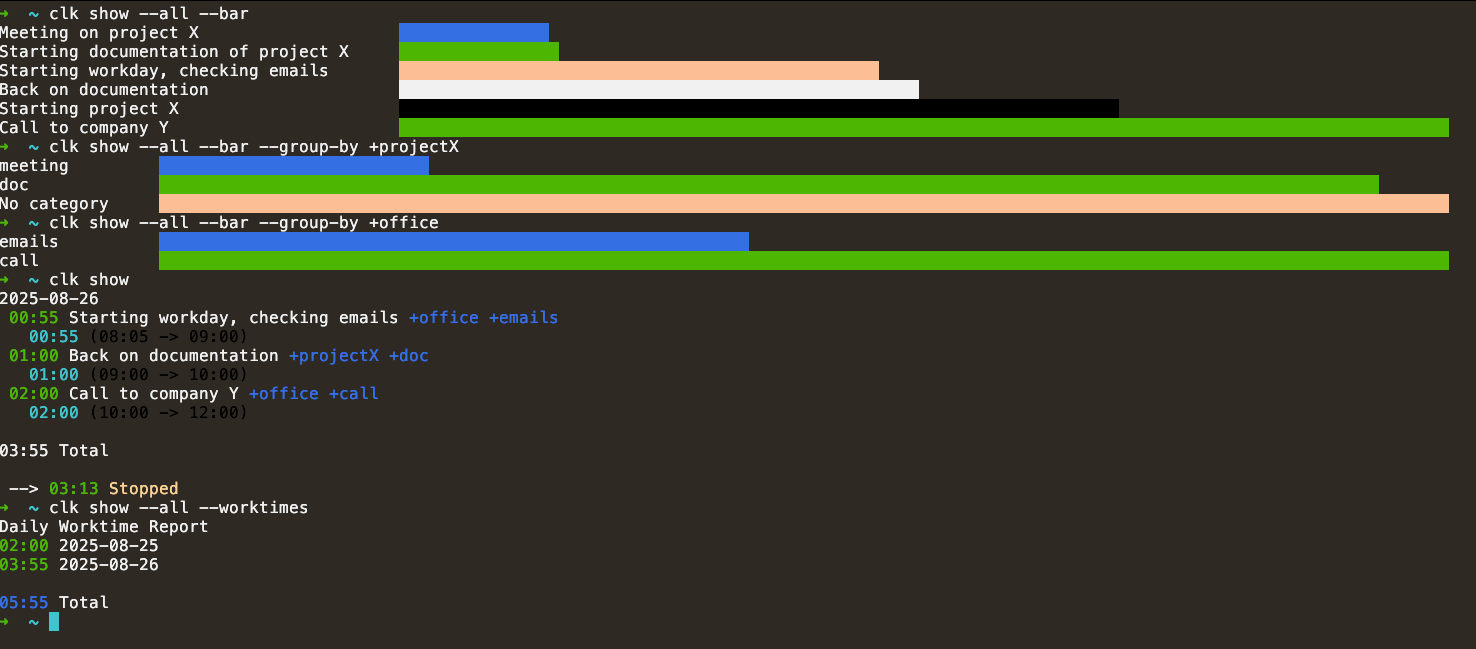 ➜  ~ clk show --all --bar
Meeting on project X
Starting documentation of project X
Starting workday, checking emails
Back on documentation
Starting project X
Call to company Y
➜  ~ clk show --all --bar --group-by +projectX
meeting
doc
No category
➜  ~ clk show --all --bar --group-by +office
emails
call
➜  ~ clk show
2025-08-26
00:55 Starting workday, checking emails +office +emails
00:55 (08:05 -> 09:00)
01:00 Back on documentation +projectX +doc
01:00 (09:00 -> 10:00)
02:00 Call to company Y +office +call
02:00 (10:00 -> 12:00)
03:55 Total
--> 03:13 Stopped
➜  ~ clk show --all --worktimes
Daily Worktime Report
02:00 2025-08-25
03:55 2025-08-26
05:55 Total
➜  ~